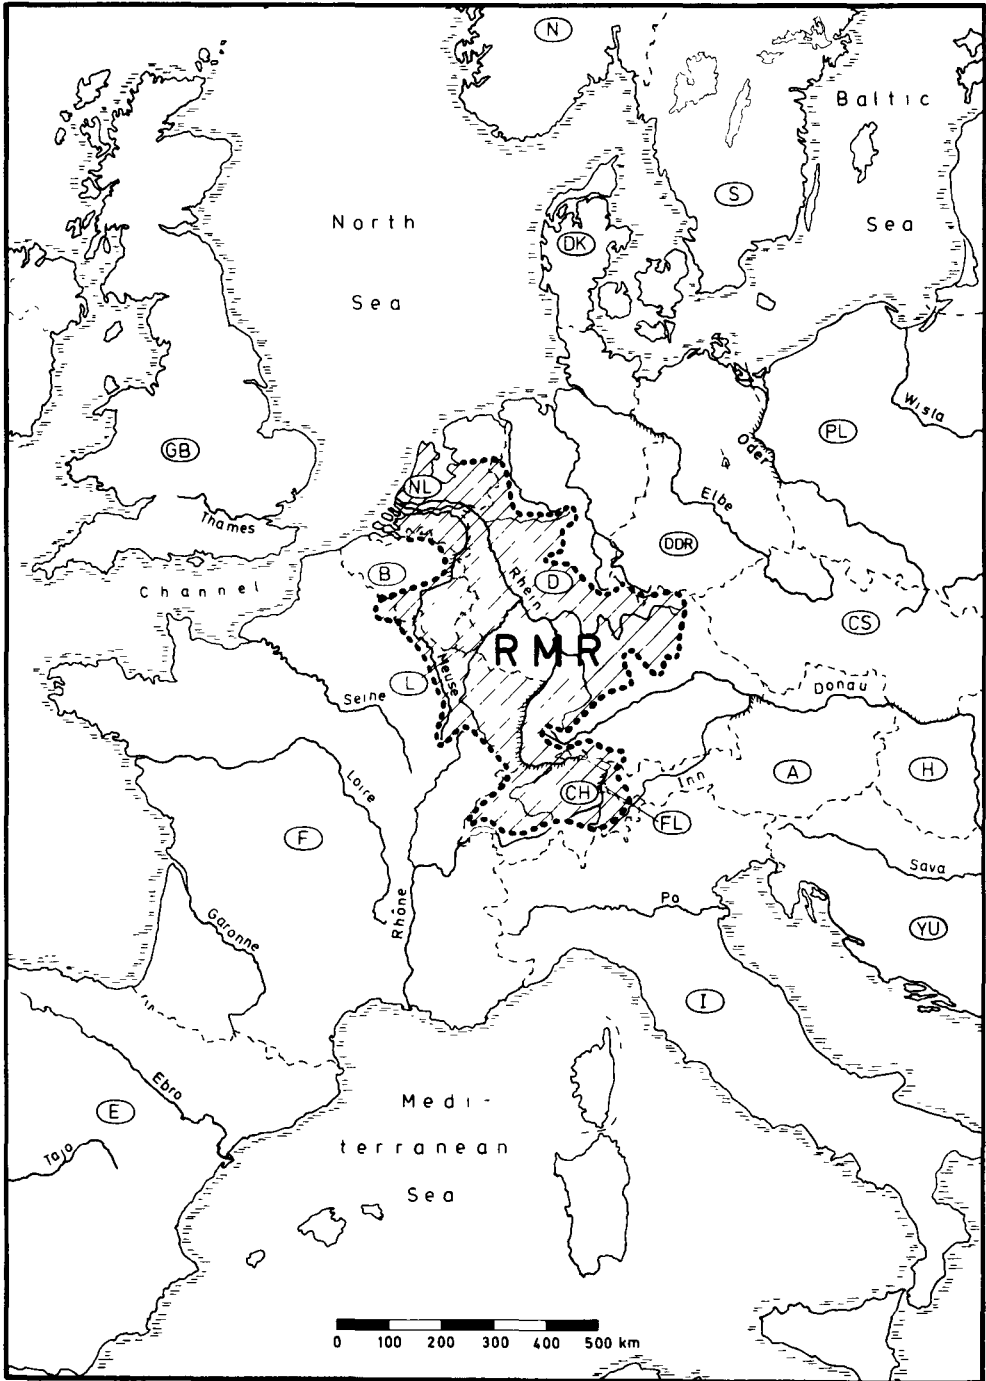 N
Baltic
Sea
S
North
Sea
DK
Wisla
PL
Oder
GB
NL
Elbe
Thames
DDR
B
Rhen
D
Channel
CS
RMR
Meuse
L
Seine
Donau
Inn
A
H
Loire
CH
FL
F
Sava
Po
Rhône
Garonne
YU
I
Ebro
E
Tajo
Medi-
terranean
Sea
0 100 200 300 400 500 km